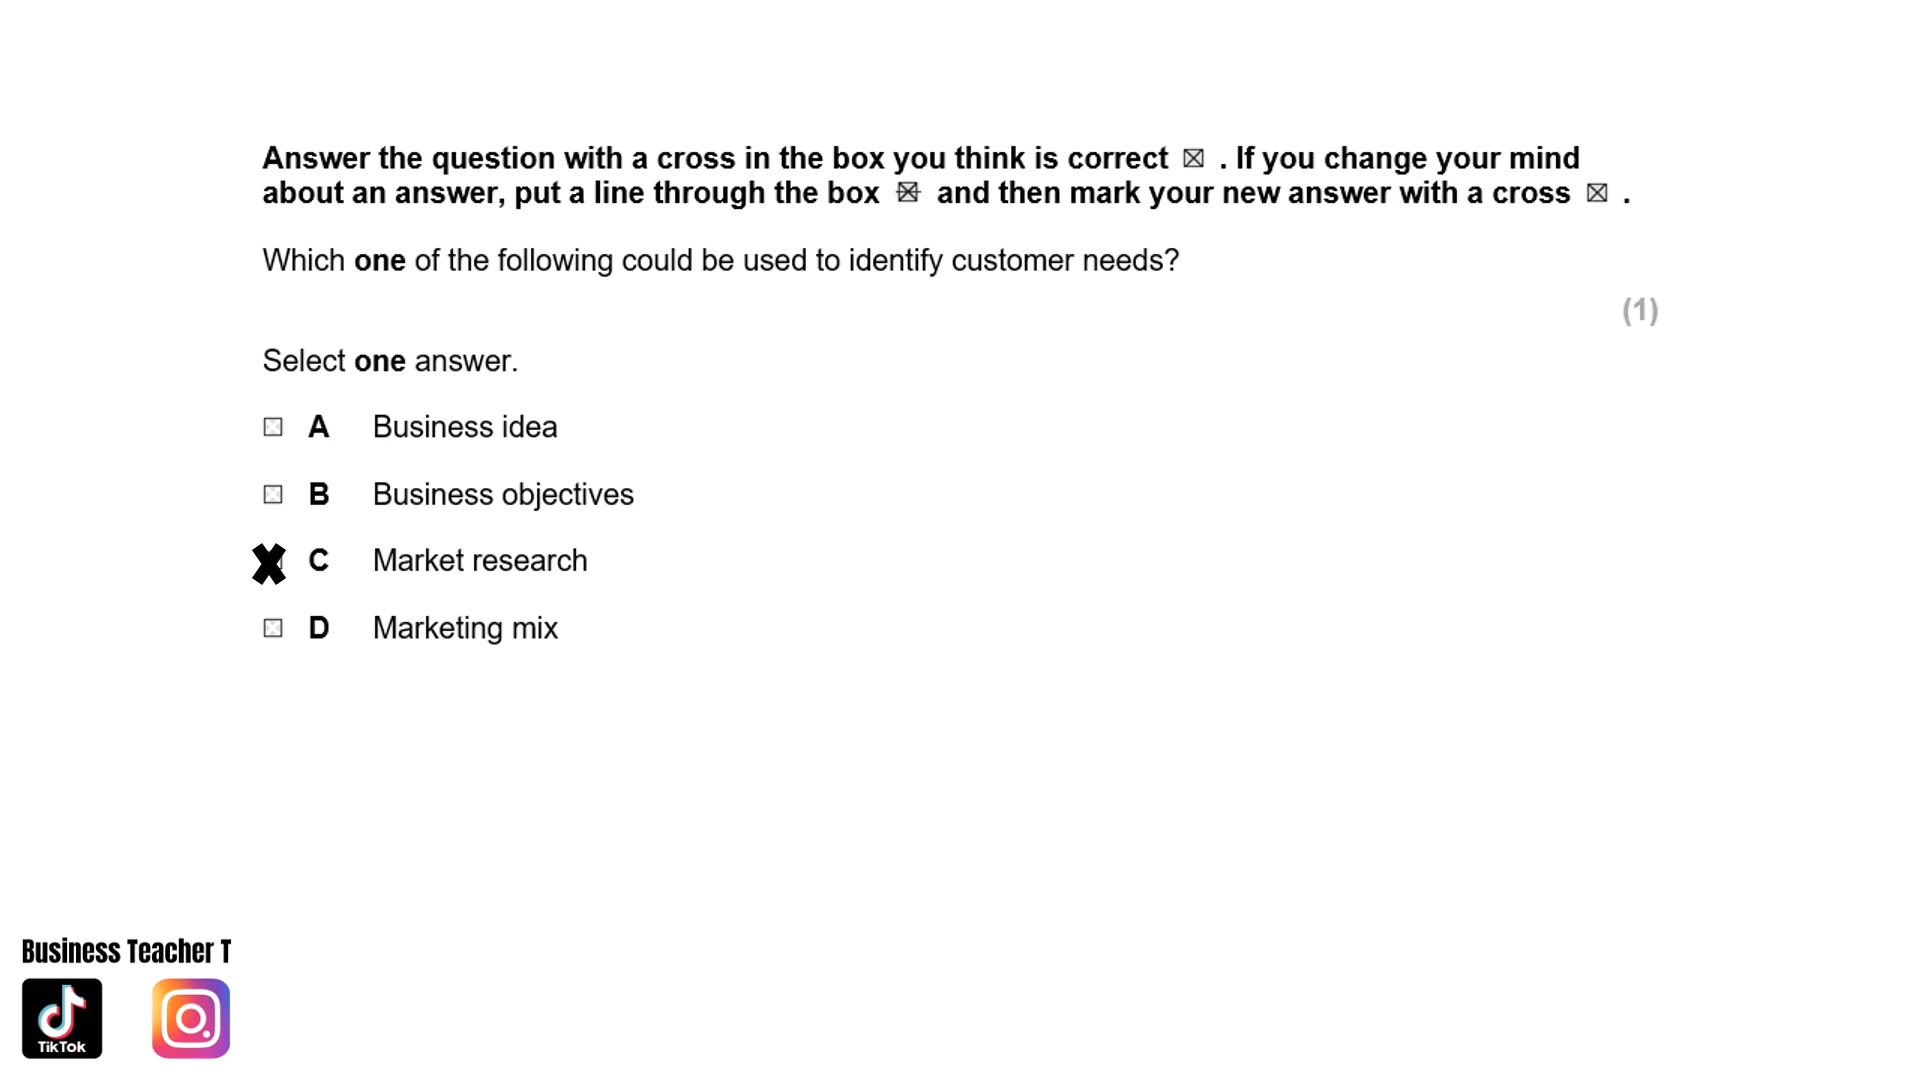 Answer the question with a cross in the box you think is correct ☒ . If you change your mind
about an answer, put a line through the box ☒ and then mark your new answer with a cross ☒ .
Which one of the following could be used to identify customer needs?
(1)
Select one answer.
A Business idea
B Business objectives
C Market research
D Marketing mix
Business Teacher T
TikTok